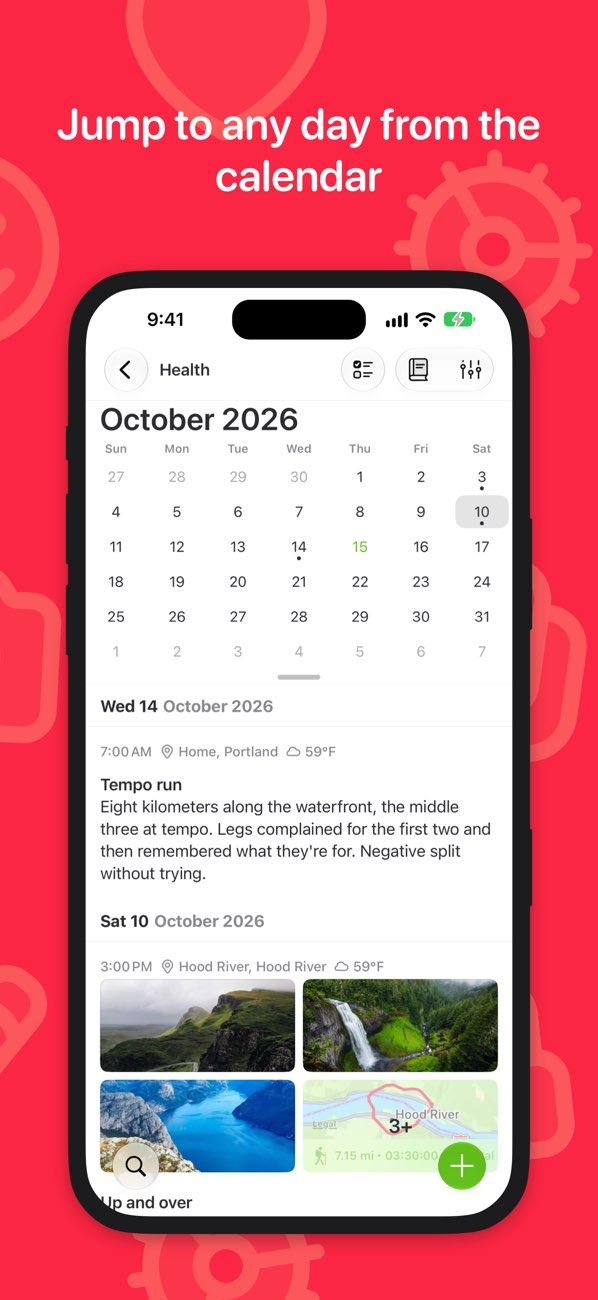 Jump to any day from the
calendar
9:41
Health
October 2026
Sun Mon Tue Wed Thu Fri Sat
27 28 29 30 1 2 3
4 5 6 7 8 9 10
11 12 13 14 15 16 17
18 19 20 21 22 23 24
25 26 27 28 29 30 31
1 2 3 4 5 6 7
Wed 14 October 2026
7:00 AM Home, Portland 59°F
Tempo run
Eight kilometers along the waterfront, the middle
three at tempo. Legs complained for the first two and
then remembered what they're for. Negative split
without trying.
Sat 10 October 2026
3:00 PM Hood River, Hood River 59°F
Hood River
Legal
3+
7.15 mi • 03:30:00
Up and over